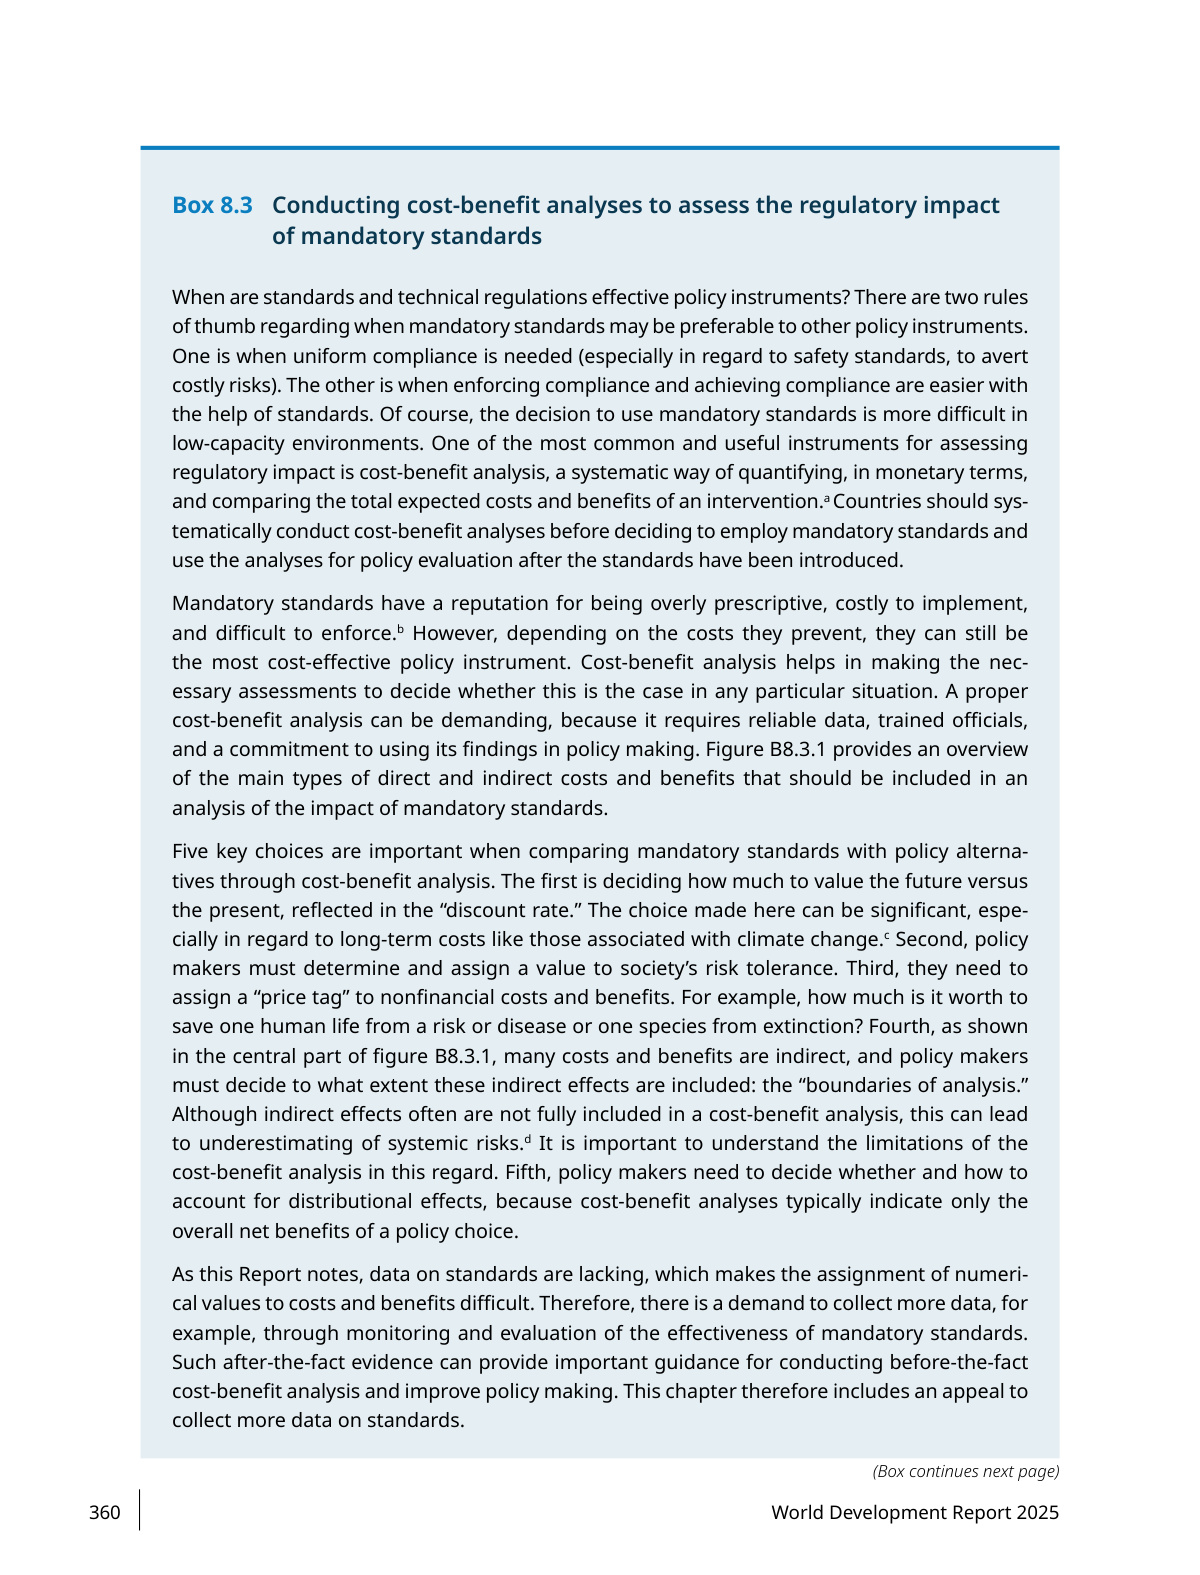 Box 8.3 Conducting cost-benefit analyses to assess the regulatory impact
of mandatory standards
When are standards and technical regulations effective policy instruments? There are two rules
of thumb regarding when mandatory standards may be preferable to other policy instruments.
One is when uniform compliance is needed (especially in regard to safety standards, to avert
costly risks). The other is when enforcing compliance and achieving compliance are easier with
the help of standards. Of course, the decision to use mandatory standards is more difficult in
low-capacity environments. One of the most common and useful instruments for assessing
regulatory impact is cost-benefit analysis, a systematic way of quantifying, in monetary terms,
and comparing the total expected costs and benefits of an intervention.a Countries should sys-
tematically conduct cost-benefit analyses before deciding to employ mandatory standards and
use the analyses for policy evaluation after the standards have been introduced.
Mandatory standards have a reputation for being overly prescriptive, costly to implement,
and difficult to enforce.b However, depending on the costs they prevent, they can still be
the most cost-effective policy instrument. Cost-benefit analysis helps in making the nec-
essary assessments to decide whether this is the case in any particular situation. A proper
cost-benefit analysis can be demanding, because it requires reliable data, trained officials,
and a commitment to using its findings in policy making. Figure B8.3.1 provides an overview
of the main types of direct and indirect costs and benefits that should be included in an
analysis of the impact of mandatory standards.
Five key choices are important when comparing mandatory standards with policy alterna-
tives through cost-benefit analysis. The first is deciding how much to value the future versus
the present, reflected in the “discount rate.” The choice made here can be significant, espe-
cially in regard to long-term costs like those associated with climate change.c Second, policy
makers must determine and assign a value to society’s risk tolerance. Third, they need to
assign a “price tag” to nonfinancial costs and benefits. For example, how much is it worth to
save one human life from a risk or disease or one species from extinction? Fourth, as shown
in the central part of figure B8.3.1, many costs and benefits are indirect, and policy makers
must decide to what extent these indirect effects are included: the “boundaries of analysis.”
Although indirect effects often are not fully included in a cost-benefit analysis, this can lead
to underestimating of systemic risks.d It is important to understand the limitations of the
cost-benefit analysis in this regard. Fifth, policy makers need to decide whether and how to
account for distributional effects, because cost-benefit analyses typically indicate only the
overall net benefits of a policy choice.
As this Report notes, data on standards are lacking, which makes the assignment of numeri-
cal values to costs and benefits difficult. Therefore, there is a demand to collect more data, for
example, through monitoring and evaluation of the effectiveness of mandatory standards.
Such after-the-fact evidence can provide important guidance for conducting before-the-fact
cost-benefit analysis and improve policy making. This chapter therefore includes an appeal to
collect more data on standards.
(Box continues next page)
360
World Development Report 2025